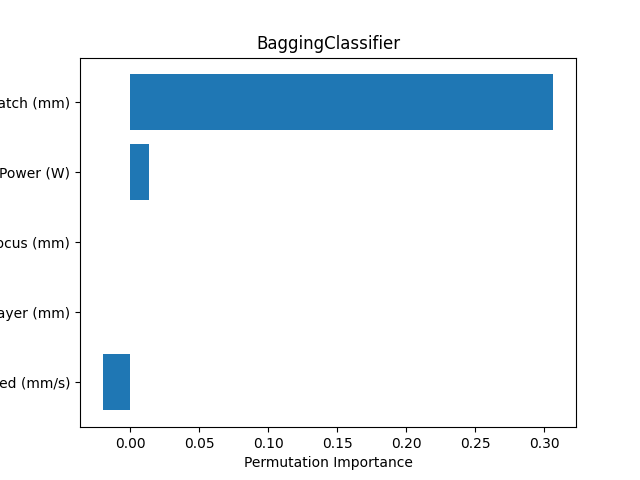 BaggingClassifier
atch (mm)
Power (W)
ocus (mm)
ayer (mm)
ed (mm/s)
0.00 0.05 0.10 0.15 0.20 0.25 0.30
Permutation Importance